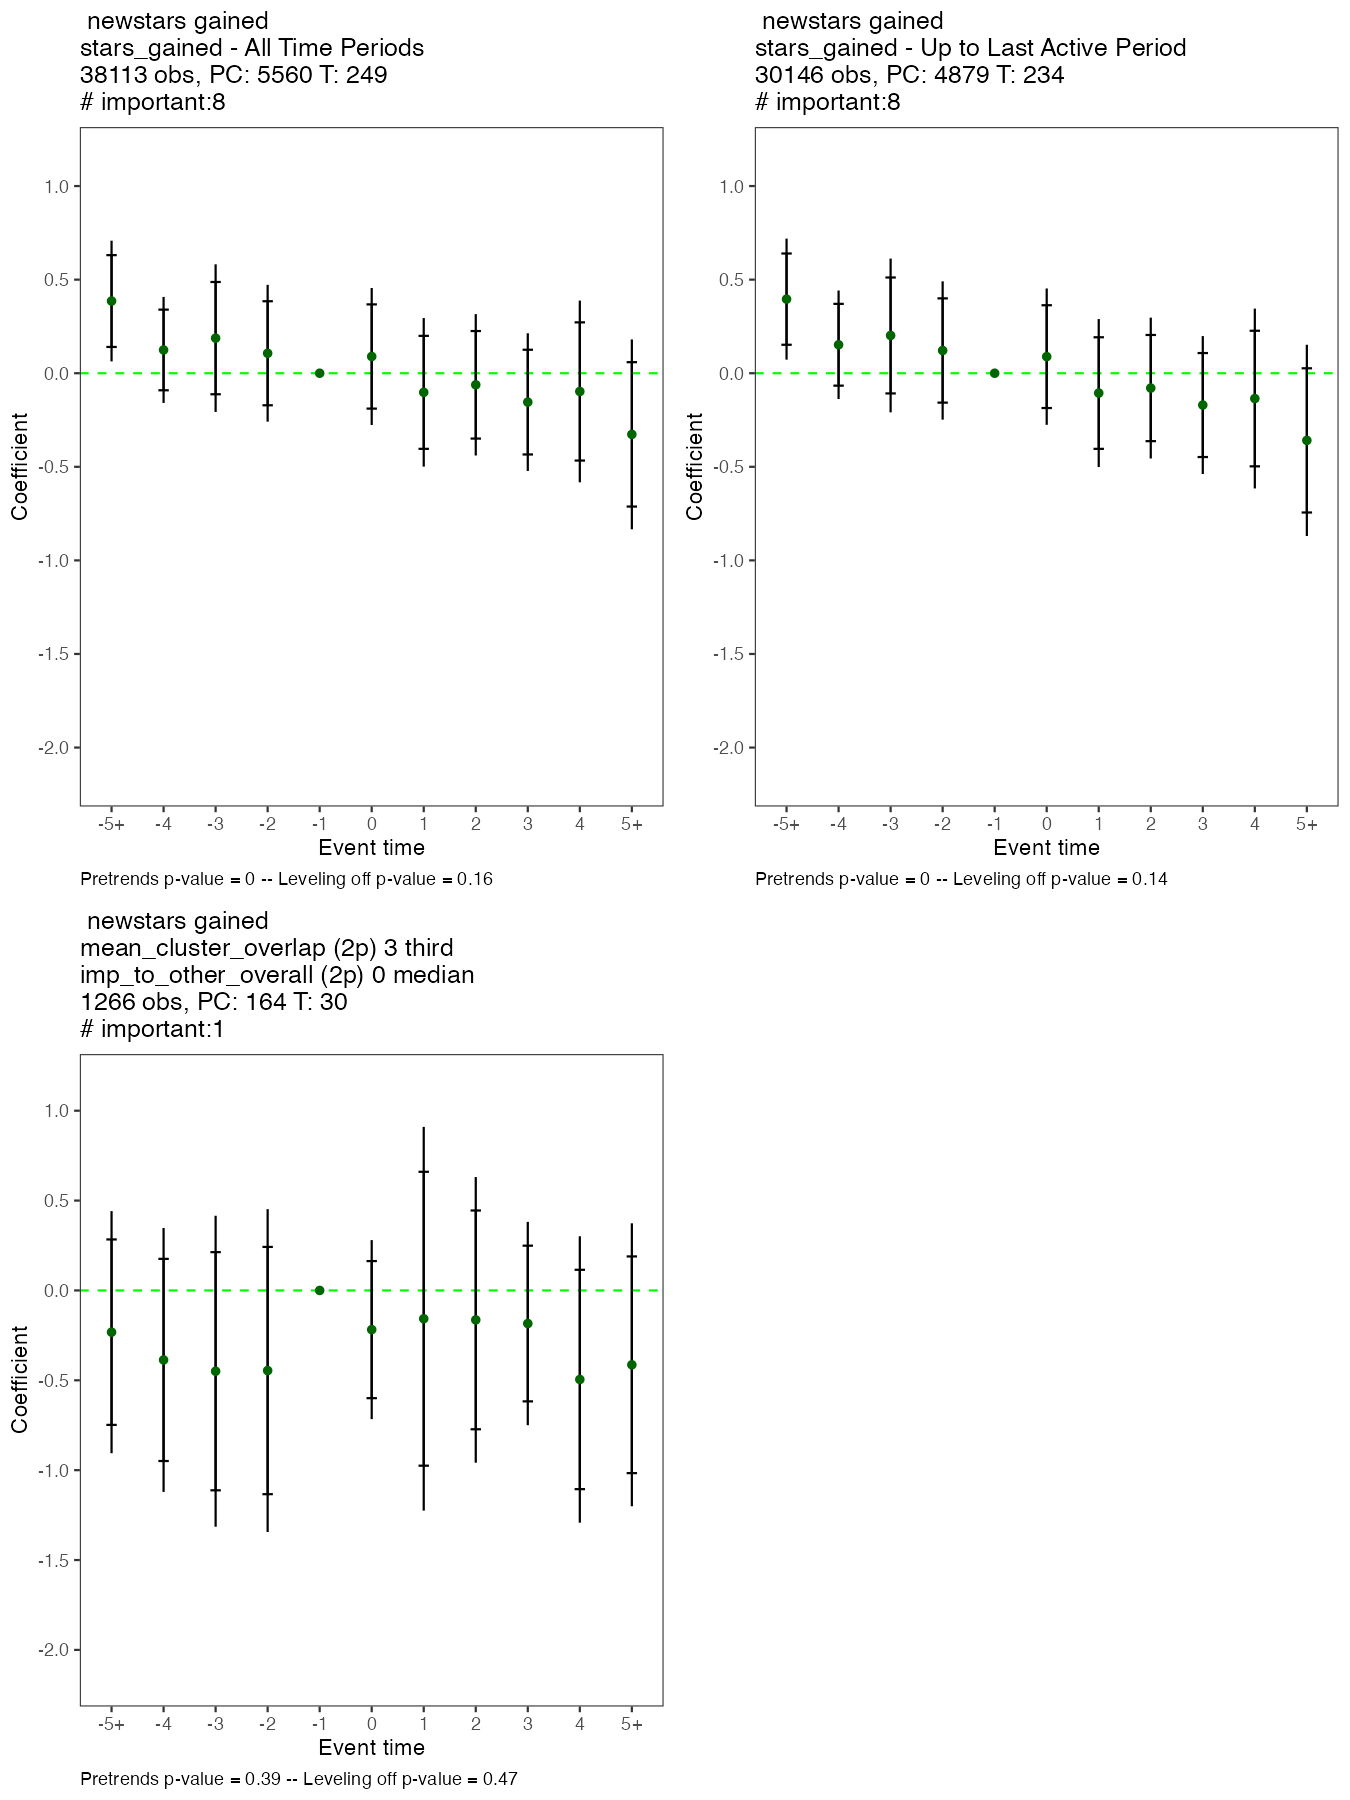 newstars gained
stars_gained - All Time Periods
38113 obs, PC: 5560 T: 249
# important:8
1.0
0.5
0.0
-0.5
-1.0
-1.5
-2.0
Coefficient
-5+ -4 -3 -2 -1 0 1 2 3 4 5+
Event time
Pretrends p-value = 0 -- Leveling off p-value = 0.16
newstars gained
stars_gained - Up to Last Active Period
30146 obs, PC: 4879 T: 234
# important:8
1.0
0.5
0.0
-0.5
-1.0
-1.5
-2.0
Coefficient
-5+ -4 -3 -2 -1 0 1 2 3 4 5+
Event time
Pretrends p-value = 0 -- Leveling off p-value = 0.14
newstars gained
mean_cluster_overlap (2p) 3 third
imp_to_other_overall (2p) 0 median
1266 obs, PC: 164 T: 30
# important:1
1.0
0.5
0.0
-0.5
-1.0
-1.5
-2.0
Coefficient
-5+ -4 -3 -2 -1 0 1 2 3 4 5+
Event time
Pretrends p-value = 0.39 -- Leveling off p-value = 0.47